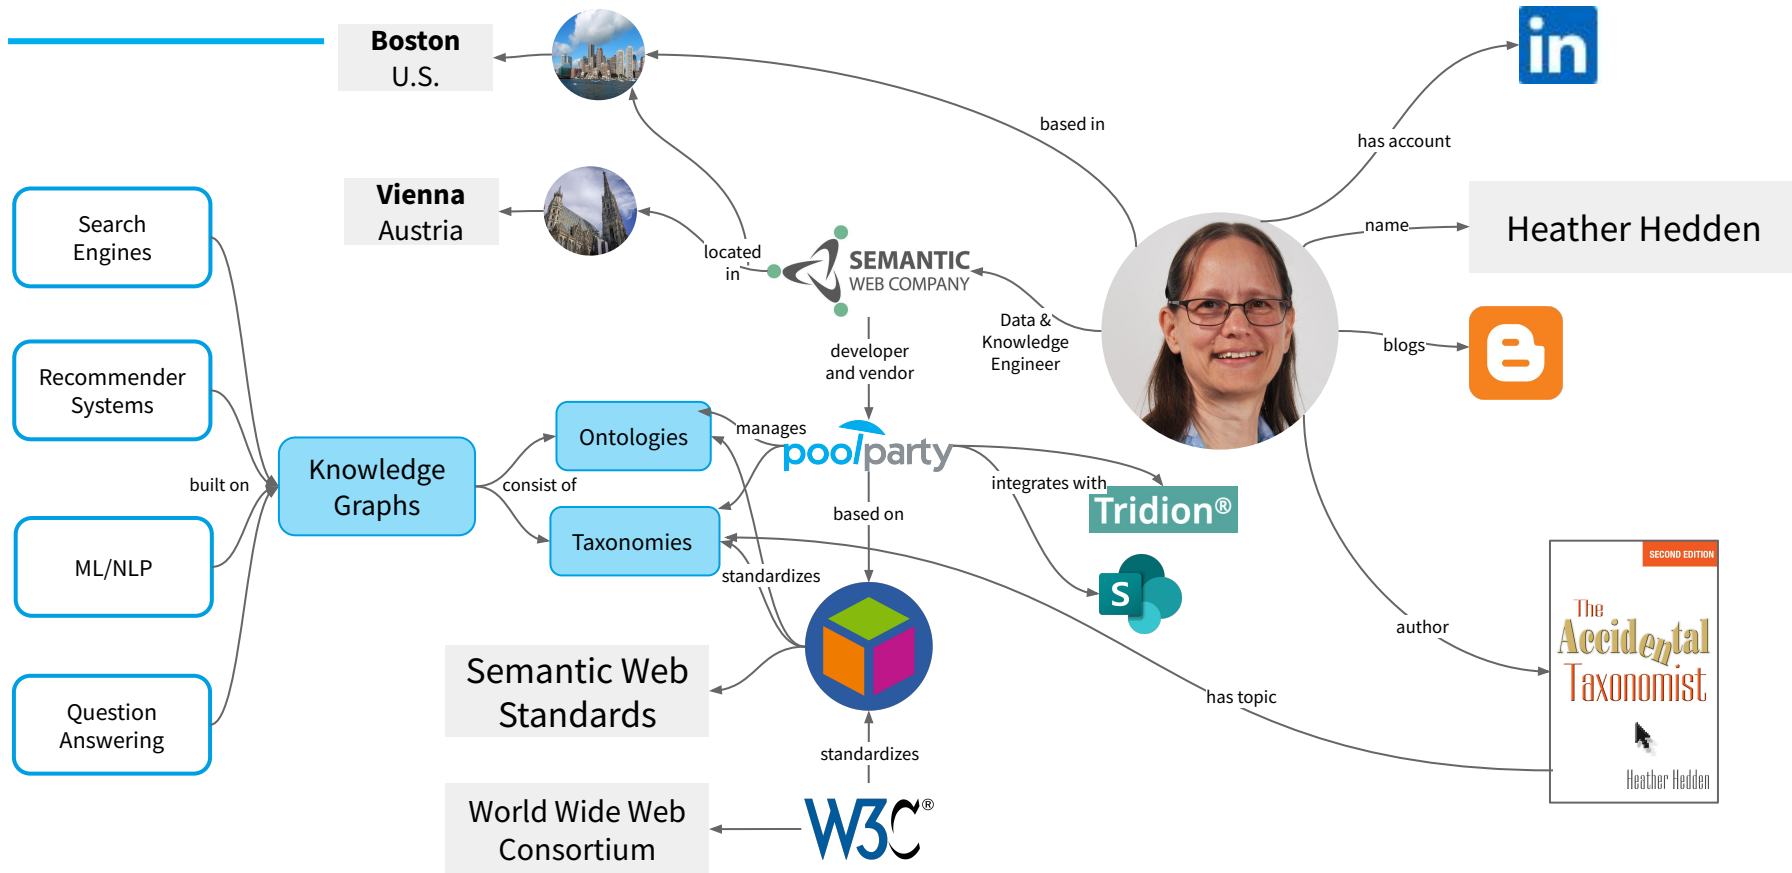 Boston
U.S.
based in
has account
in
Vienna
Austria
name
Heather Hedden
Search
Engines
located
in
SEMANTIC
WEB COMPANY
Data &
Knowledge
Engineer
blogs
developer
and vendor
Recommender
Systems
Ontologies
manages
poolparty
Knowledge
Graphs
built on
consist of
integrates with
Tridion®
based on
Taxonomies
ML/NLP
standardizes
S
SECOND EDITION
The
Accidental
Taxonomist
Heather Hedden
author
has topic
Semantic Web
Standards
Question
Answering
standardizes
World Wide Web
Consortium
W3C®